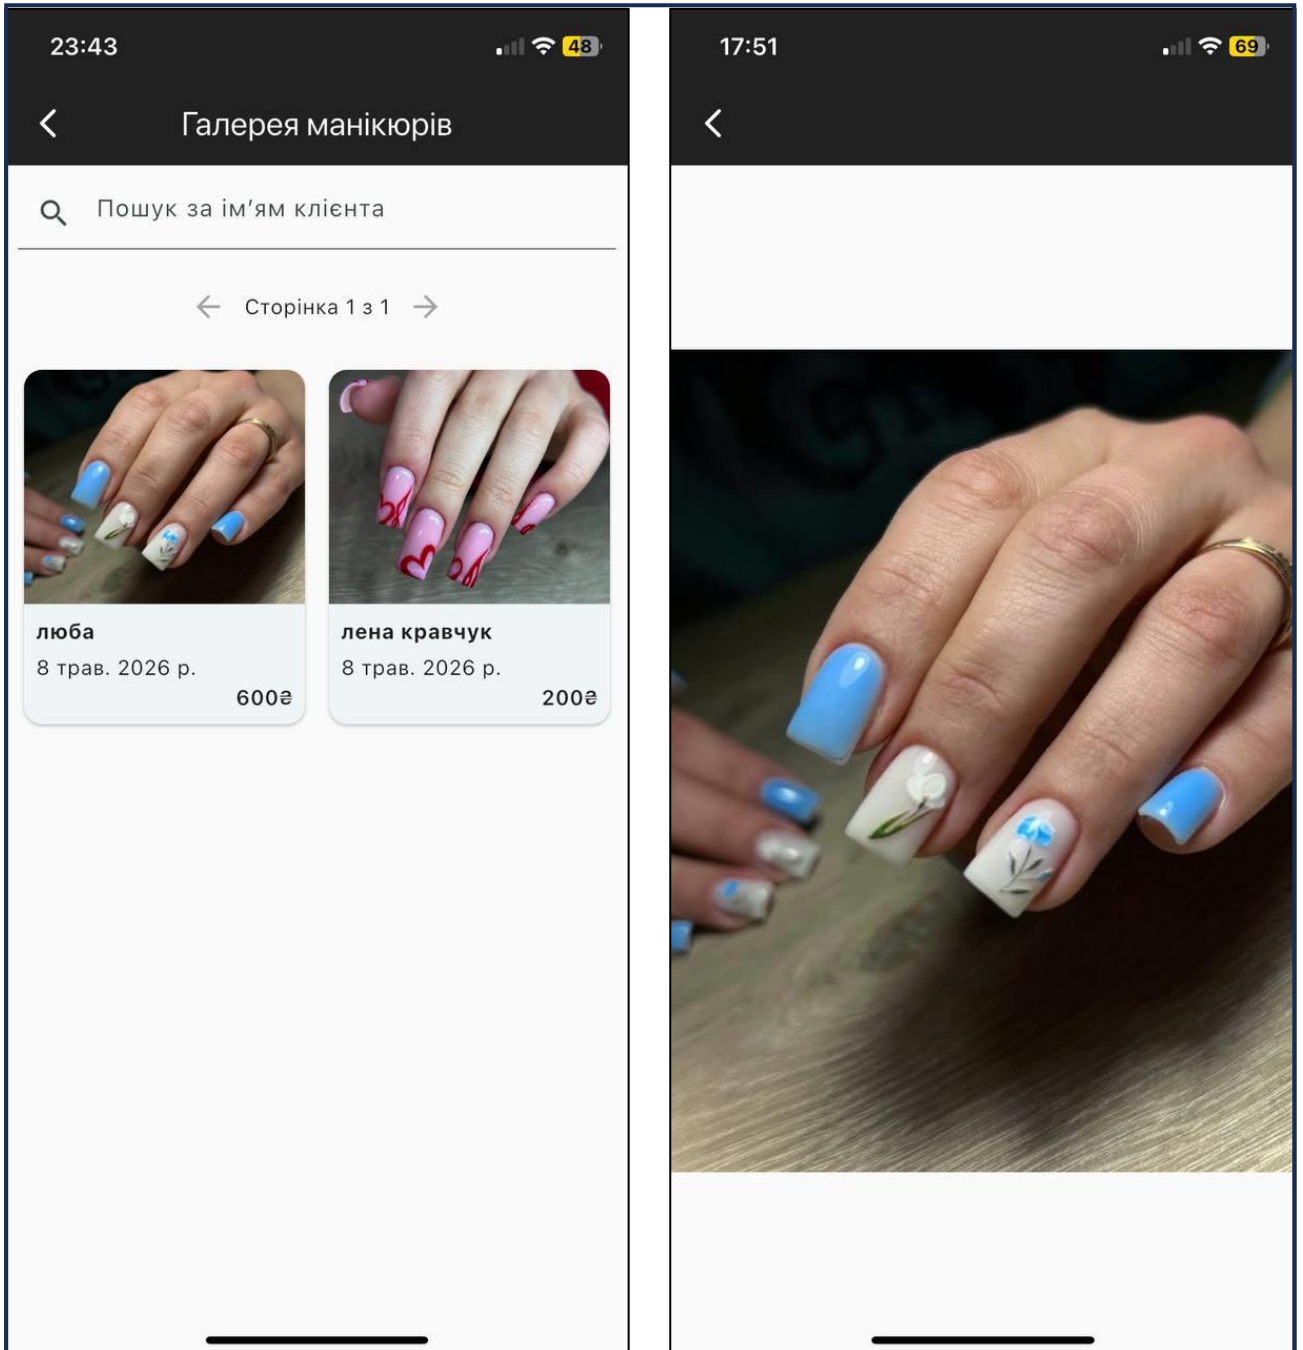 23:43
48
Галерея манікюрів
Пошук за ім'ям клієнта
Сторінка 1 з 1
люба
8 трав. 2026 р.
600₴
лена кравчук
8 трав. 2026 р.
200₴
17:51
69